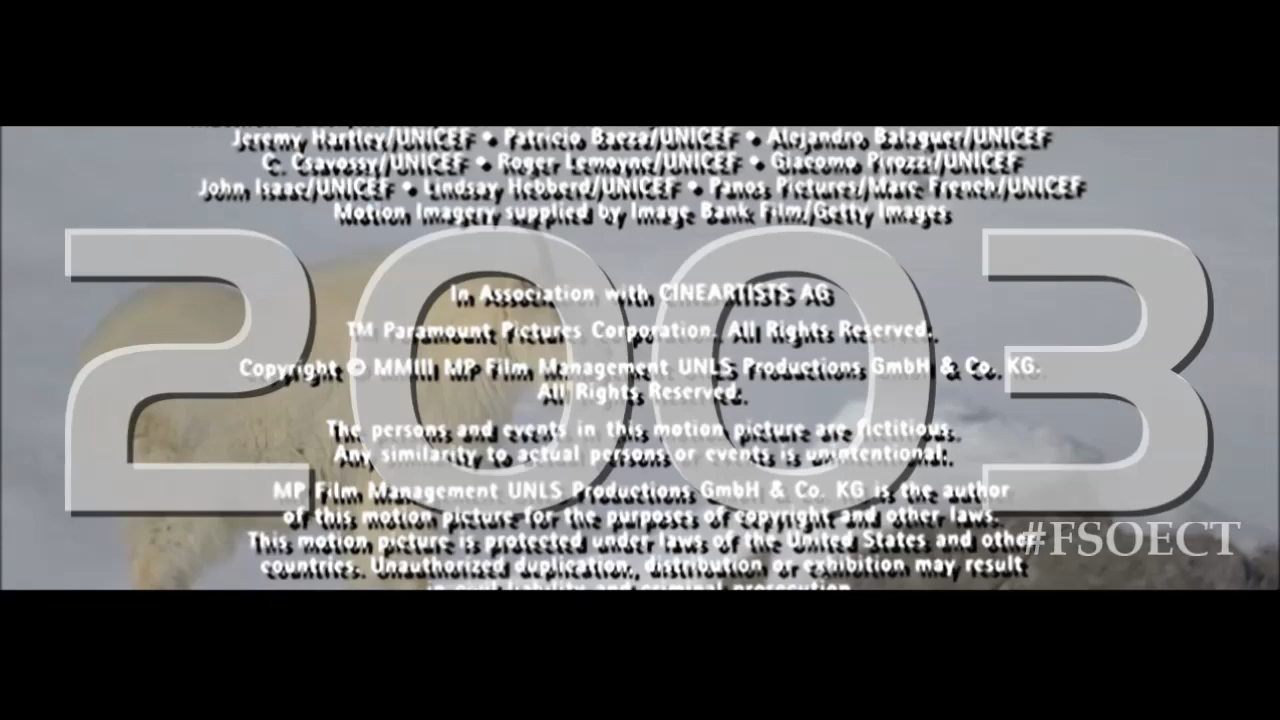 Jeremy Hartley/UNICEF • Patricio Baeza/UNICEF • Alejandro Balaguer/UNICEF
C. Csavossy/UNICEF • Roger Lemoyne/UNICEF • Giacomo Pirozzi/UNICEF
John Isaac/UNICEF • Lindsay Hebberd/UNICEF • Panos Pictures/Marc French/UNICEF
Motion Imagery supplied by Image Bank Film/Getty Images
2003
In Association with CINEARTISTS AG
TM Paramount Pictures Corporation. All Rights Reserved.
Copyright © MMIII MP Film Management UNLS Productions GmbH & Co. KG.
All Rights Reserved.
The persons and events in this motion picture are fictitious.
Any similarity to actual persons or events is unintentional.
MP Film Management UNLS Productions GmbH & Co. KG is the author
of this motion picture for the purposes of copyright and other laws.
This motion picture is protected under laws of the United States and other
#FSOECT
countries. Unauthorized duplication, distribution or exhibition may result
in civil liability and criminal prosecution.